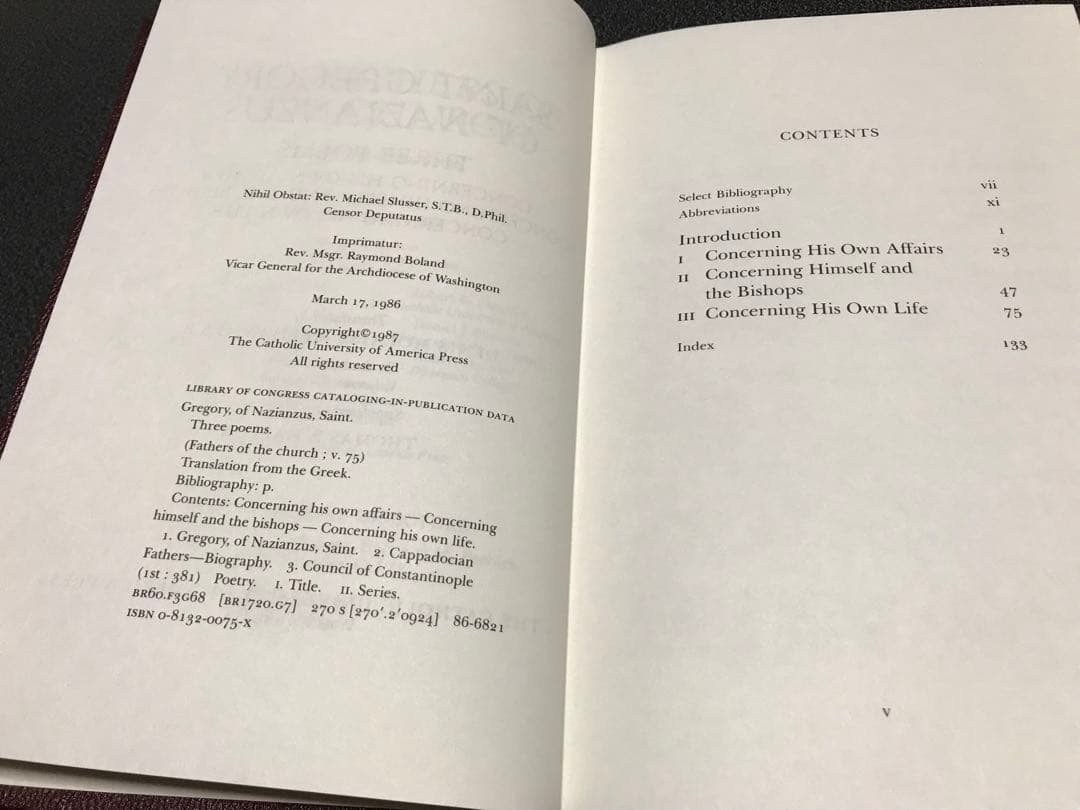 Nihil Obstat: Rev. Michael Slusser, S.T.B., D.Phil.
Censor Deputatus
Imprimatur:
Rev. Msgr. Raymond Boland
Vicar General for the Archdiocese of Washington
March 17, 1986
Copyright©1987
The Catholic University of America Press
All rights reserved
LIBRARY OF CONGRESS CATALOGING-IN-PUBLICATION DATA
Gregory, of Nazianzus, Saint.
Three poems.
(Fathers of the church ; v. 75)
Translation from the Greek.
Bibliography: p.
Contents: Concerning his own affairs — Concerning
himself and the bishops — Concerning his own life.
1. Gregory, of Nazianzus, Saint. 2. Cappadocian
Fathers—Biography. 3. Council of Constantinople
(1st : 381) Poetry. I. Title. II. Series.
BR60.F3G68 [BR1720.G7] 270 s [270'.2'0924] 86-6821
ISBN 0-8132-0075-X
CONTENTS
Select Bibliography vii
Abbreviations xi
Introduction 1
I Concerning His Own Affairs 23
II Concerning Himself and
the Bishops 47
III Concerning His Own Life 75
Index 133
v